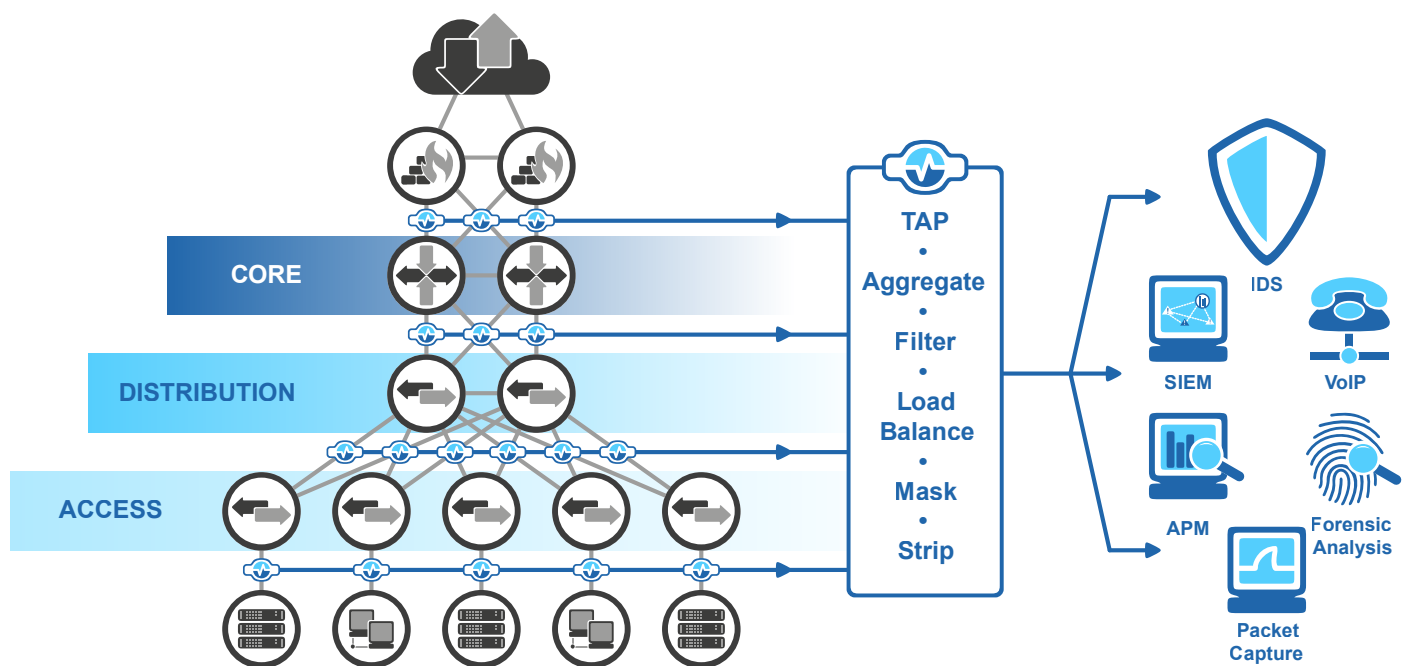 CORE
DISTRIBUTION
ACCESS
TAP
•
Aggregate
•
Filter
•
Load
Balance
•
Mask
•
Strip
IDS
SIEM
VoIP
APM
Forensic
Analysis
Packet
Capture